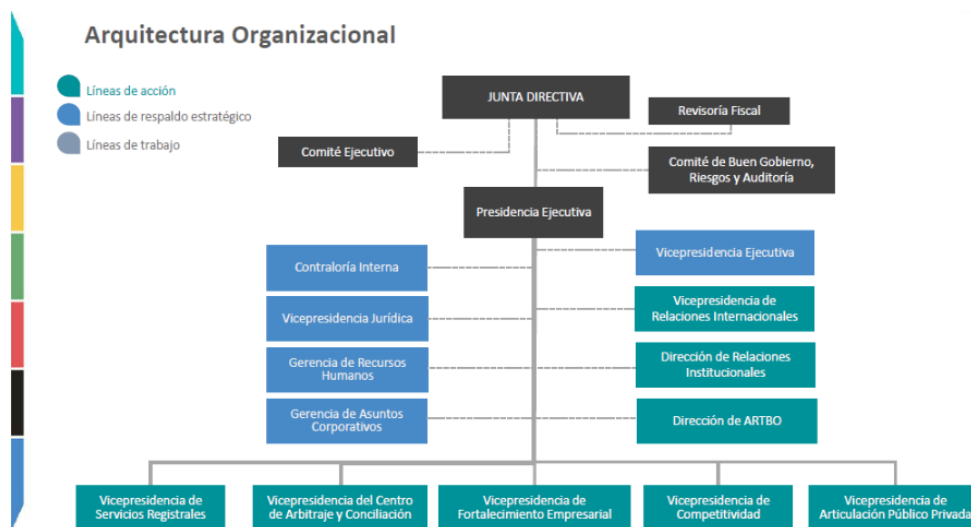 Arquitectura Organizacional
Líneas de acción
Líneas de respaldo estratégico
Líneas de trabajo
JUNTA DIRECTIVA
Revisoría Fiscal
Comité Ejecutivo
Comité de Buen Gobierno,
Riesgos y Auditoría
Presidencia Ejecutiva
Contraloría Interna
Vicepresidencia Ejecutiva
Vicepresidencia Jurídica
Vicepresidencia de
Relaciones Internacionales
Gerencia de Recursos
Humanos
Dirección de Relaciones
Institucionales
Gerencia de Asuntos
Corporativos
Dirección de ARTBO
Vicepresidencia de
Servicios Registrales
Vicepresidencia del Centro
de Arbitraje y Conciliación
Vicepresidencia de
Fortalecimiento Empresarial
Vicepresidencia de
Competitividad
Vicepresidencia de
Articulación Público Privada